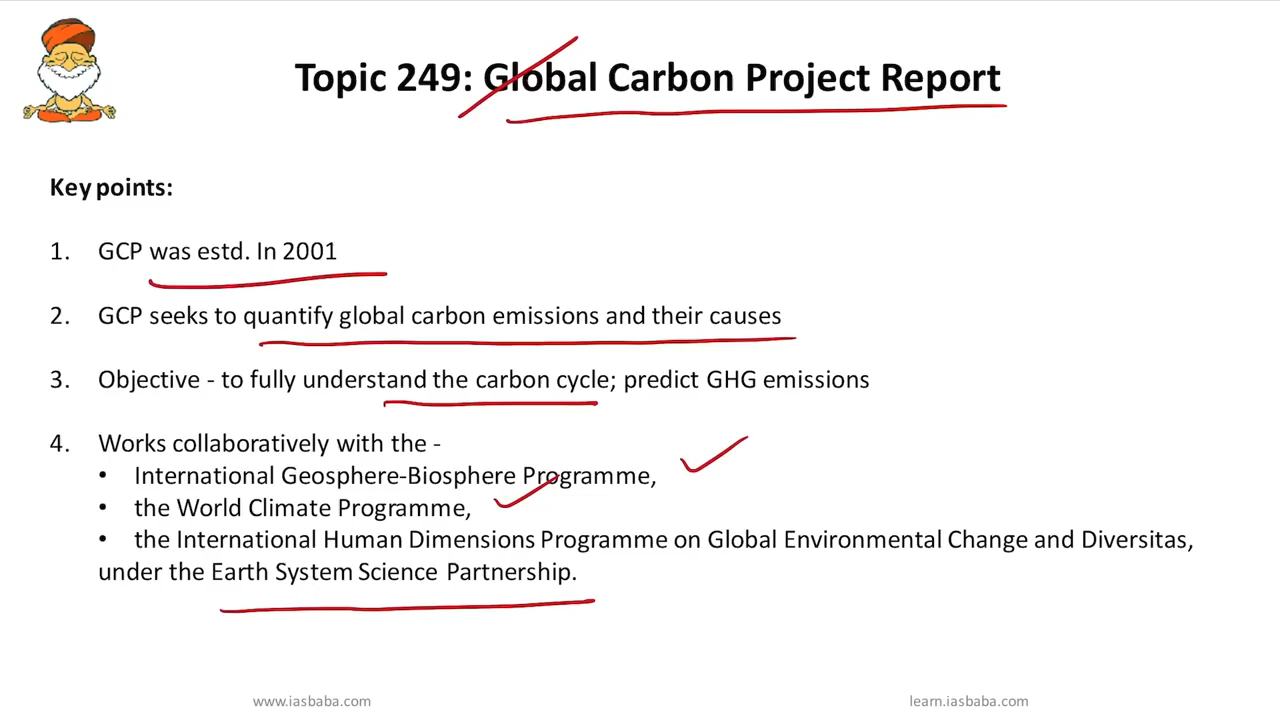 Topic 249: Global Carbon Project Report
Key points:
1. GCP was estd. In 2001
2. GCP seeks to quantify global carbon emissions and their causes
3. Objective - to fully understand the carbon cycle; predict GHG emissions
4. Works collaboratively with the -
• International Geosphere-Biosphere Programme,
• the World Climate Programme,
• the International Human Dimensions Programme on Global Environmental Change and Diversitas,
under the Earth System Science Partnership.
www.iasbaba.com
learn.iasbaba.com